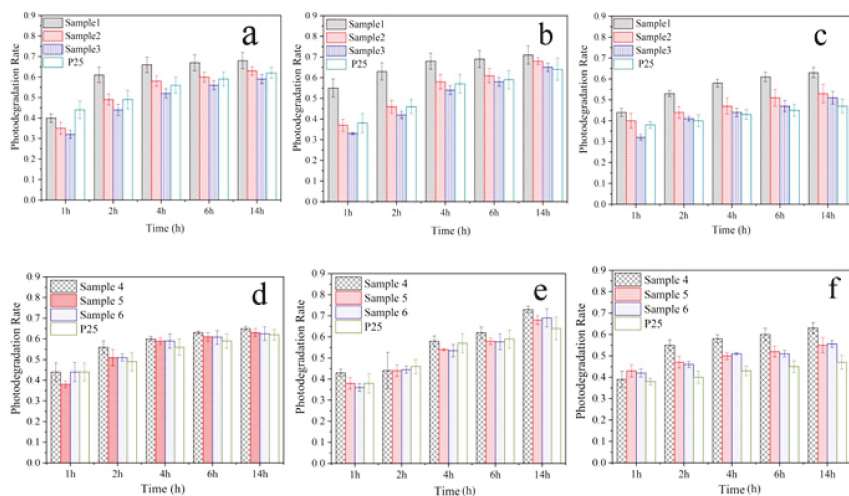 Sample1
Sample2
Sample3
P25
a
Photodegradation Rate
0.9
0.8
0.7
0.6
0.5
0.4
0.3
0.2
0.1
0.0
1h 2h 4h 6h 14h
Time (h)
Sample1
Sample2
Sample3
P25
b
Photodegradation Rate
0.9
0.8
0.7
0.6
0.5
0.4
0.3
0.2
0.1
0.0
1h 2h 4h 6h 14h
Time (h)
Sample1
Sample2
Sample3
P25
c
Photodegradation Rate
0.9
0.8
0.7
0.6
0.5
0.4
0.3
0.2
0.1
0.0
1h 2h 4h 6h 14h
Time (h)
Sample 4
Sample 5
Sample 6
P25
d
Photodegradation Rate
0.9
0.8
0.7
0.6
0.5
0.4
0.3
0.2
0.1
0.0
1h 2h 4h 6h 14h
Time (h)
Sample 4
Sample 5
Sample 6
P25
e
Photodegradation Rate
0.9
0.8
0.7
0.6
0.5
0.4
0.3
0.2
0.1
0.0
1h 2h 4h 6h 14h
Time (h)
Sample 4
Sample 5
Sample 6
P25
f
Photodegradation Rate
0.9
0.8
0.7
0.6
0.5
0.4
0.3
0.2
0.1
0.0
1h 2h 4h 6h 14h
Time (h)